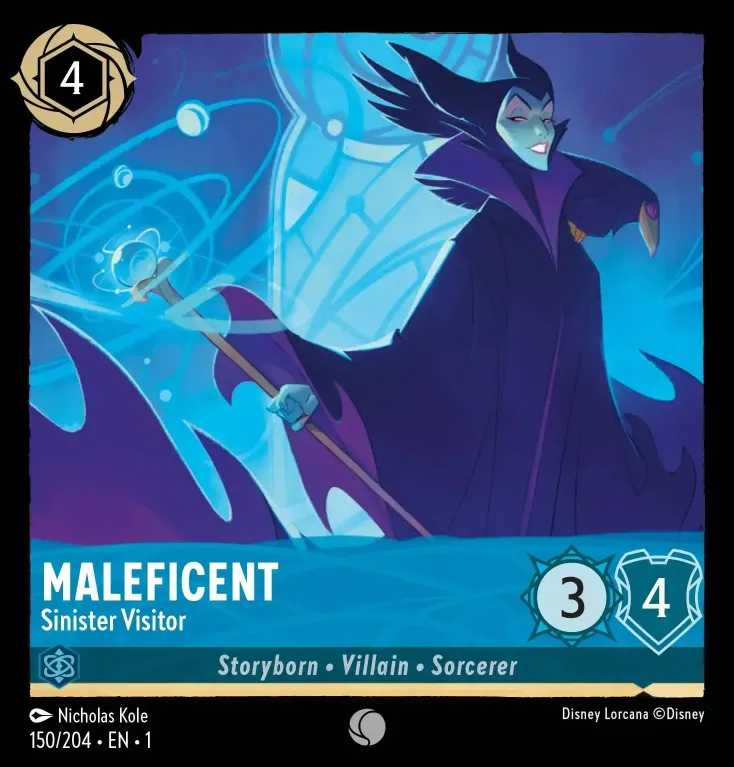 4
MALEFICENT
Sinister Visitor
3
4
Storyborn • Villain • Sorcerer
Nicholas Kole
Disney Lorcana ©Disney
150/204 • EN • 1